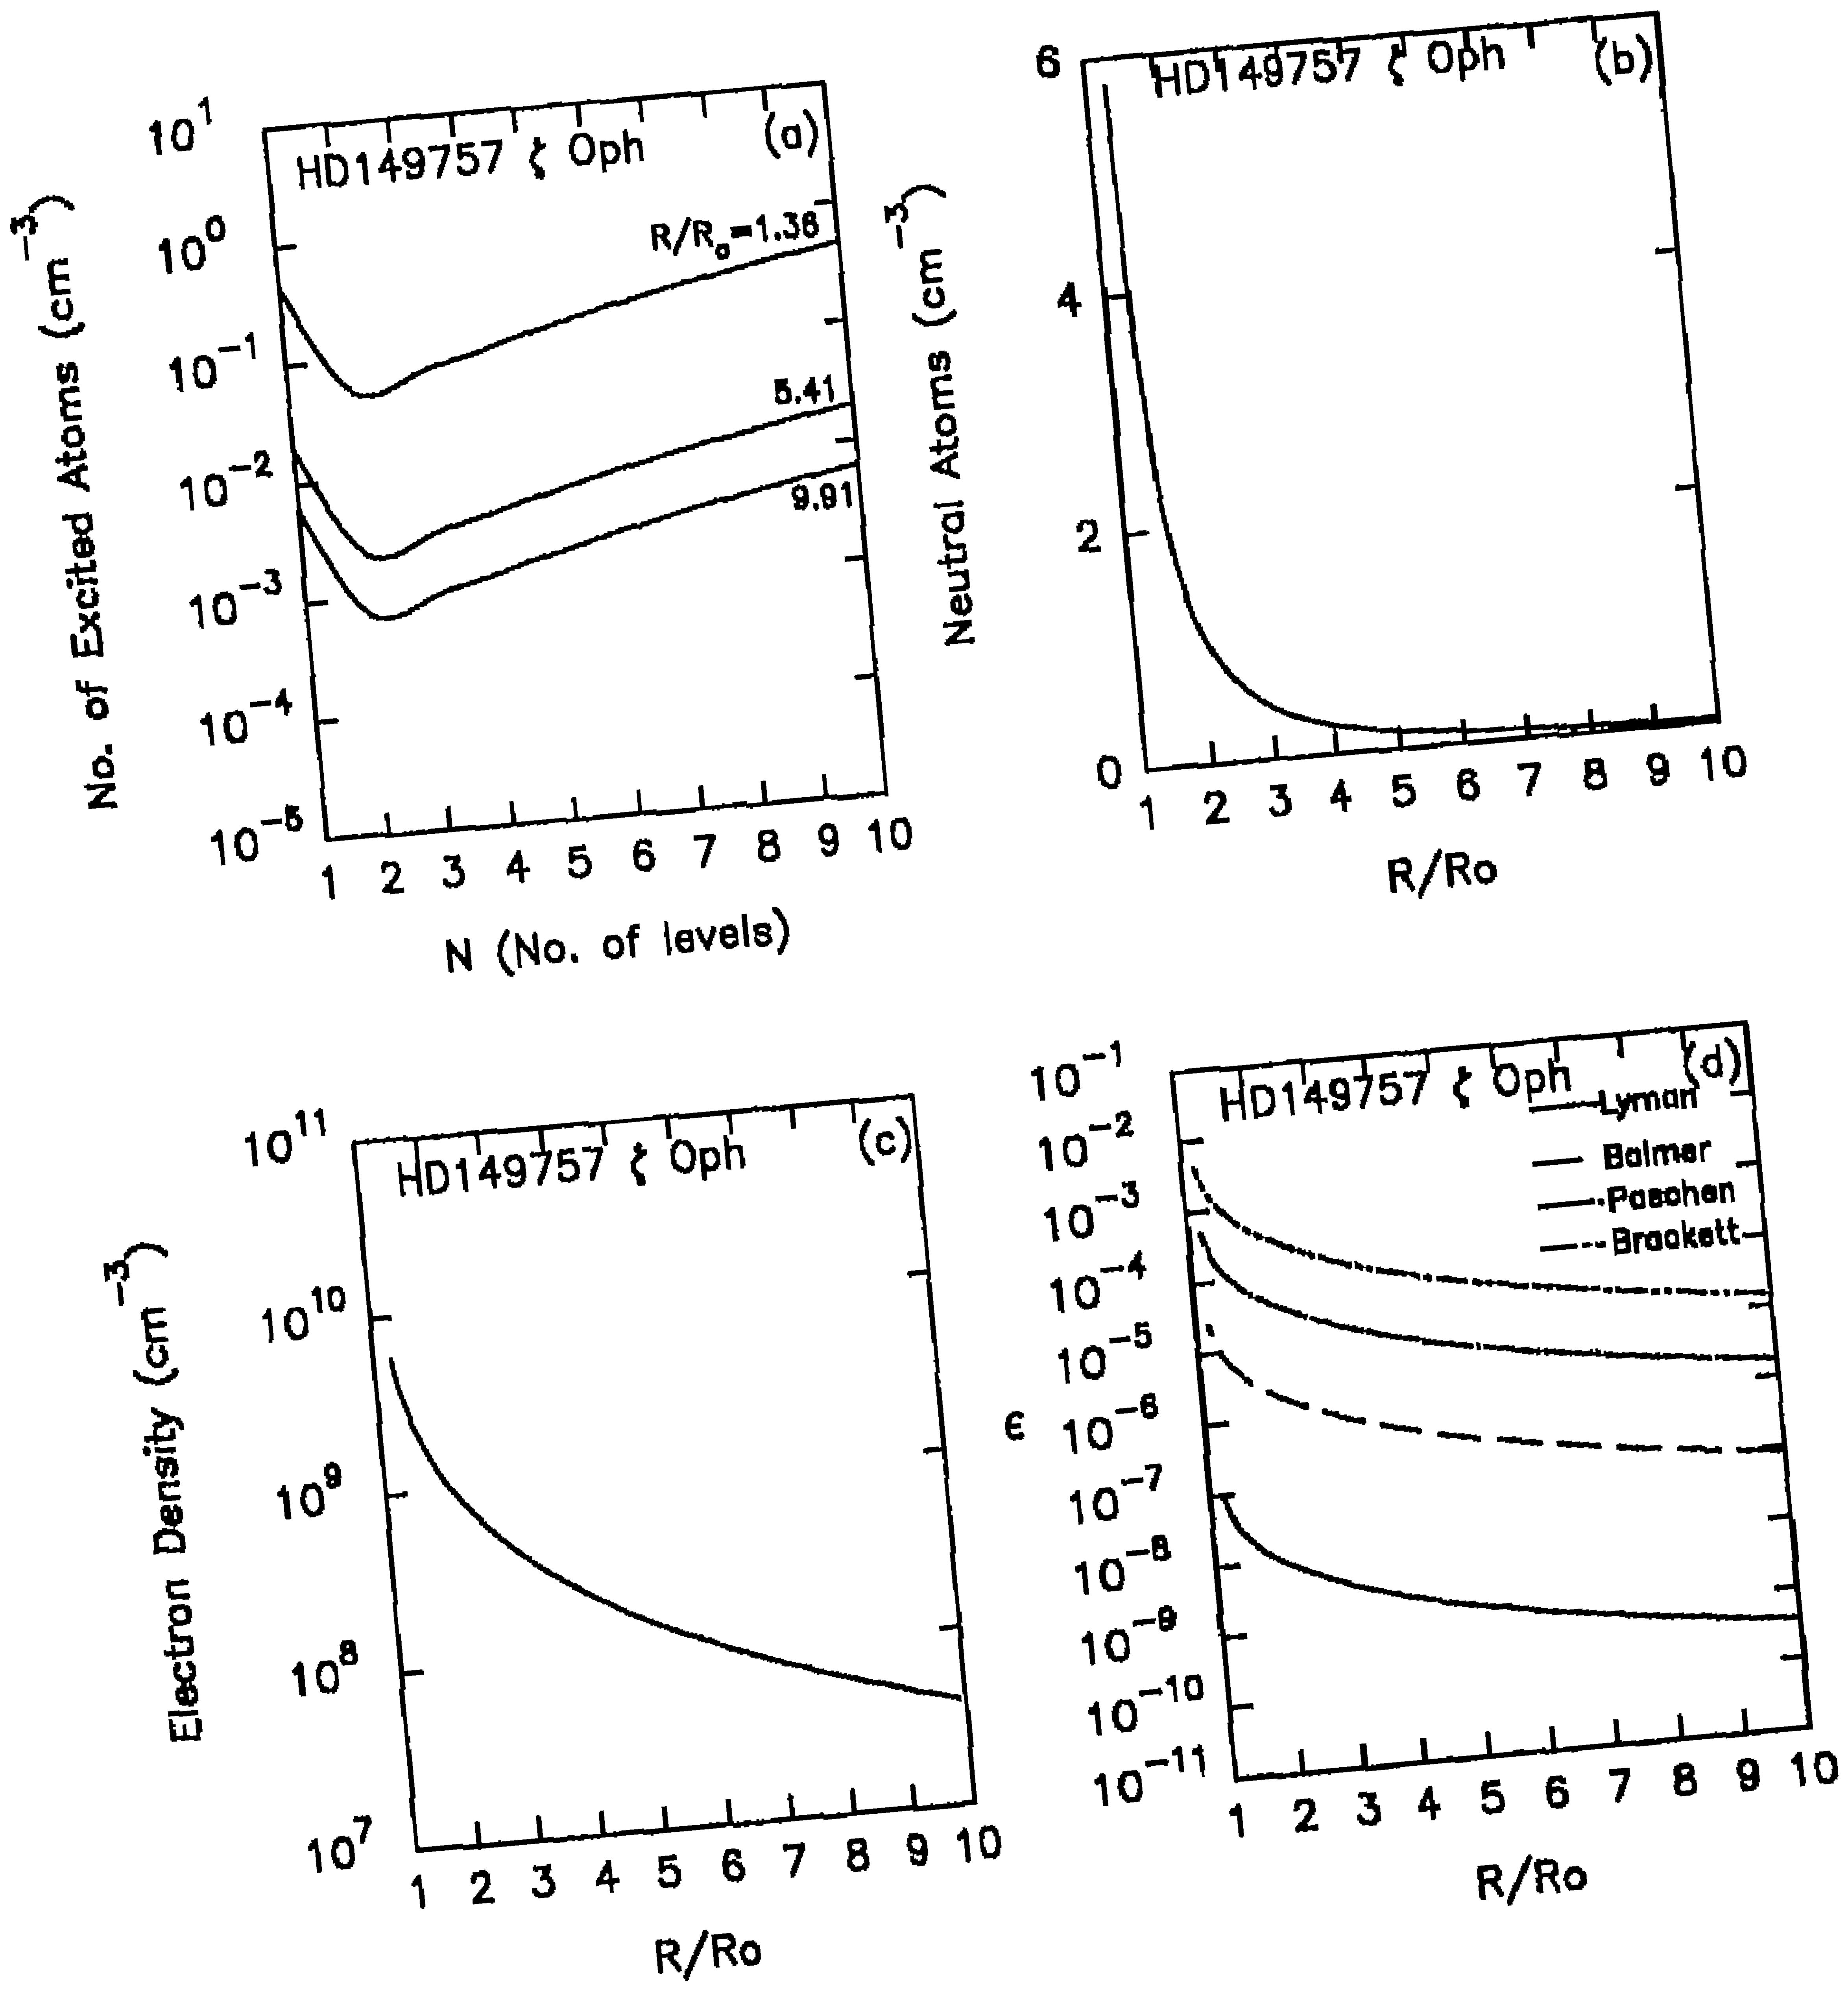 HD149757 ζ Oph (a)
R/Ro=1.36
5.41
9.91
10^1
10^0
10^-1
10^-2
10^-3
10^-4
10^-5
No. of Excited Atoms (cm^-3)
1 2 3 4 5 6 7 8 9 10
N (No. of levels)
HD149757 ζ Oph (b)
6
4
2
0
Neutral Atoms (cm^-3)
1 2 3 4 5 6 7 8 9 10
R/Ro
HD149757 ζ Oph (c)
10^11
10^10
10^9
10^8
10^7
Electron Density (cm^-3)
1 2 3 4 5 6 7 8 9 10
R/Ro
HD149757 ζ Oph (d)
Lyman
Balmer
Paschen
Brackett
10^-1
10^-2
10^-3
10^-4
10^-5
10^-6
10^-7
10^-8
10^-9
10^-10
10^-11
ϵ
1 2 3 4 5 6 7 8 9 10
R/Ro